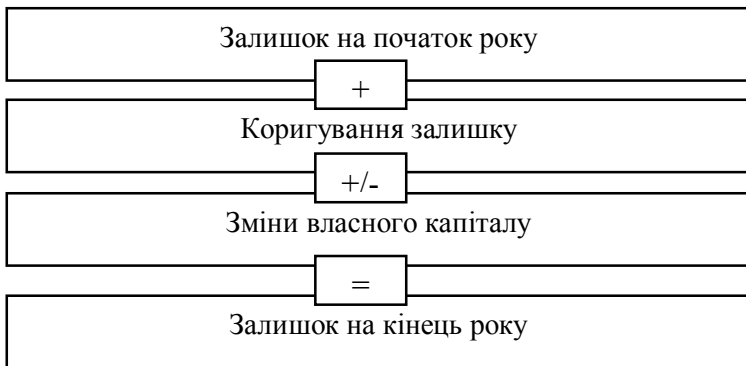 Залишок на початок року
+
Коригування залишку
+/-
Зміни власного капіталу
=
Залишок на кінець року